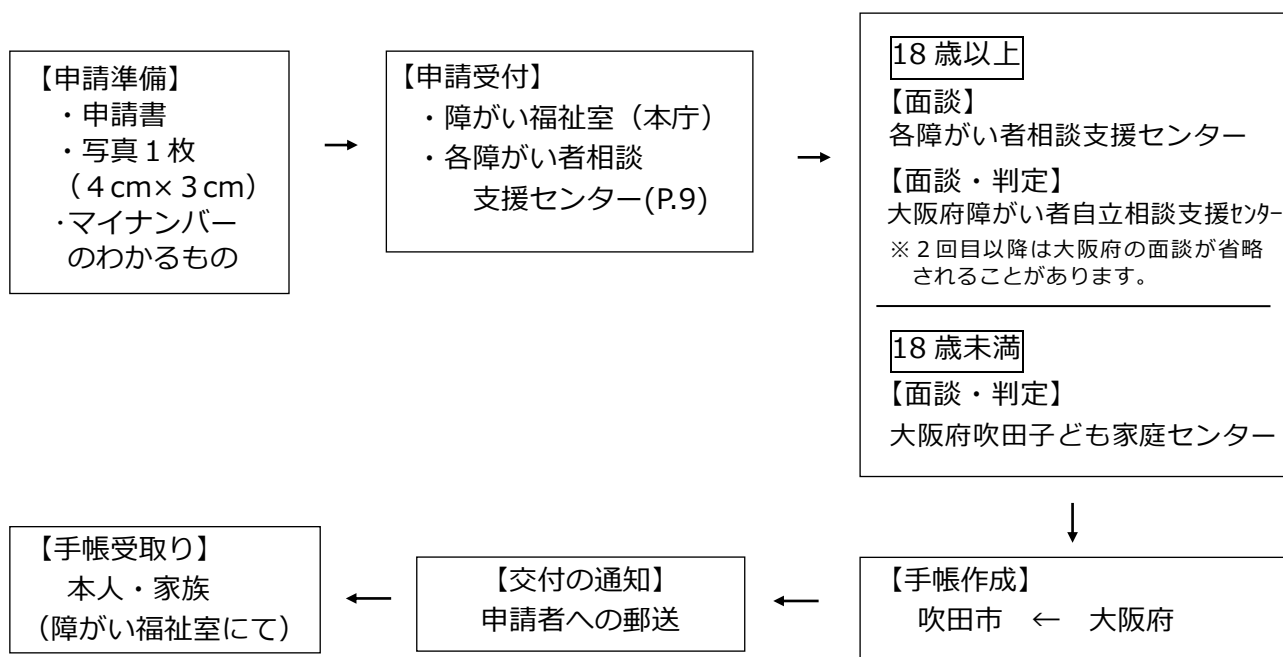 【申請準備】
・申請書
・写真1枚
（4cm×3cm）
・マイナンバー
のわかるもの
→
【申請受付】
・障がい福祉室（本庁）
・各障がい者相談
支援センター(P.9)
→
18歳以上
【面談】
各障がい者相談支援センター
【面談・判定】
大阪府障がい者自立相談支援ｾﾝﾀｰ
※２回目以降は大阪府の面談が省略
されることがあります。
18歳未満
【面談・判定】
大阪府吹田子ども家庭センター
↓
【手帳作成】
吹田市　←　大阪府
←
【交付の通知】
申請者への郵送
←
【手帳受取り】
本人・家族
（障がい福祉室にて）